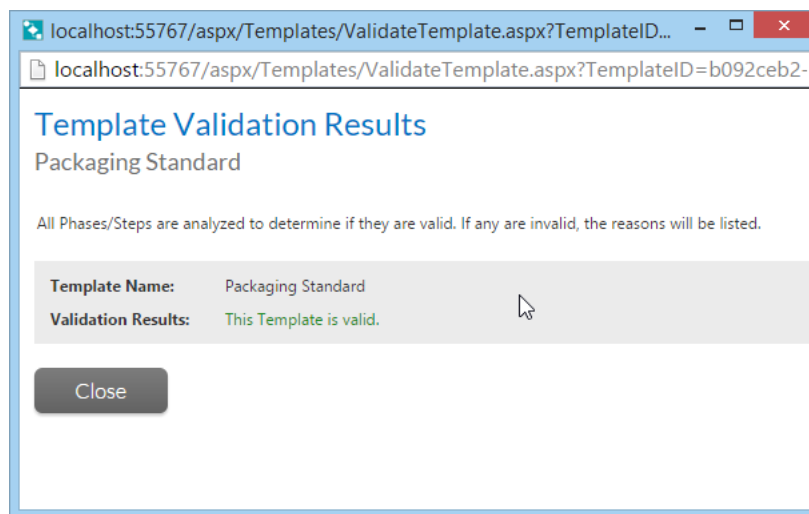 localhost:55767/aspx/Templates/ValidateTemplate.aspx?TemplateID...
localhost:55767/aspx/Templates/ValidateTemplate.aspx?TemplateID=b092ceb2-
Template Validation Results
Packaging Standard
All Phases/Steps are analyzed to determine if they are valid. If any are invalid, the reasons will be listed.
Template Name: Packaging Standard
Validation Results: This Template is valid.
Close